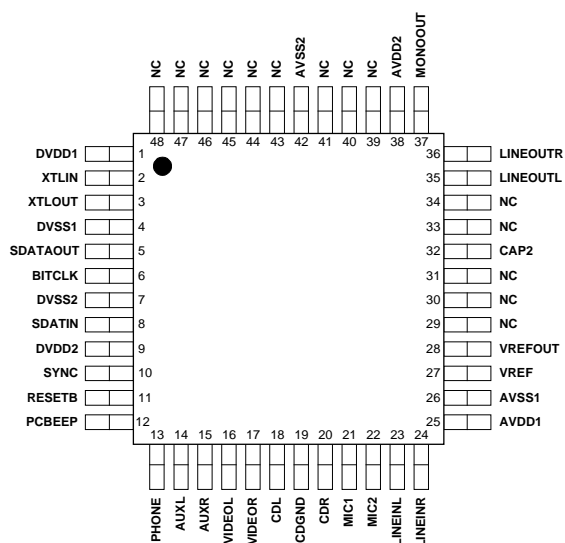 NC NC NC NC NC NC AVSS2 NC NC NC AVDD2 MONOOUT
48 47 46 45 44 43 42 41 40 39 38 37
DVDD1 1 36 LINEOUTR
XTLIN 2 35 LINEOUTL
XTLOUT 3 34 NC
DVSS1 4 33 NC
SDATAOUT 5 32 CAP2
BITCLK 6 31 NC
DVSS2 7 30 NC
SDATIN 8 29 NC
DVDD2 9 28 VREFOUT
SYNC 10 27 VREF
RESETB 11 26 AVSS1
PCBEEP 12 25 AVDD1
13 14 15 16 17 18 19 20 21 22 23 24
PHONE AUXL AUXR VIDEOL VIDEOR CDL CDGND CDR MIC1 MIC2 LINEINL LINEINR